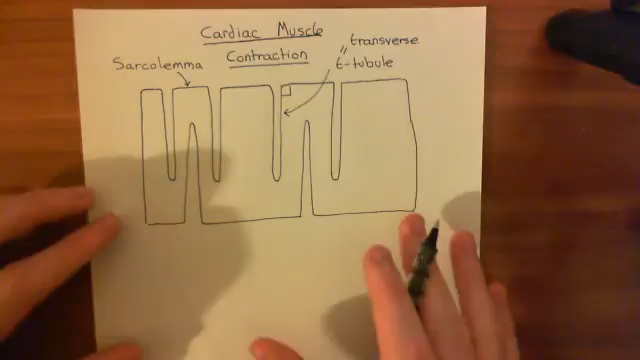 Cardiac Muscle
Contraction
Sarcolemma
"transverse
t-tubule